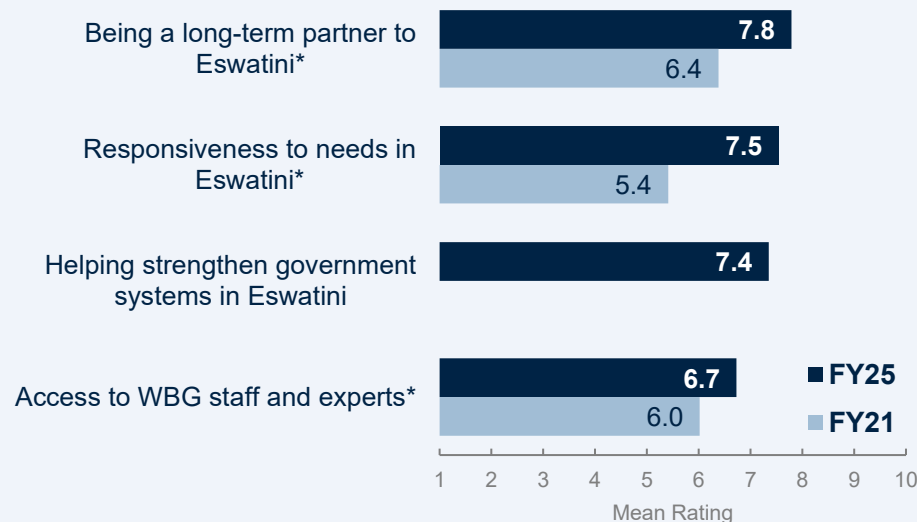 Being a long-term partner to
Eswatini*
7.8
6.4
Responsiveness to needs in
Eswatini*
7.5
5.4
Helping strengthen government
systems in Eswatini
7.4
Access to WBG staff and experts*
6.7
6.0
FY25
FY21
1 2 3 4 5 6 7 8 9 10
Mean Rating